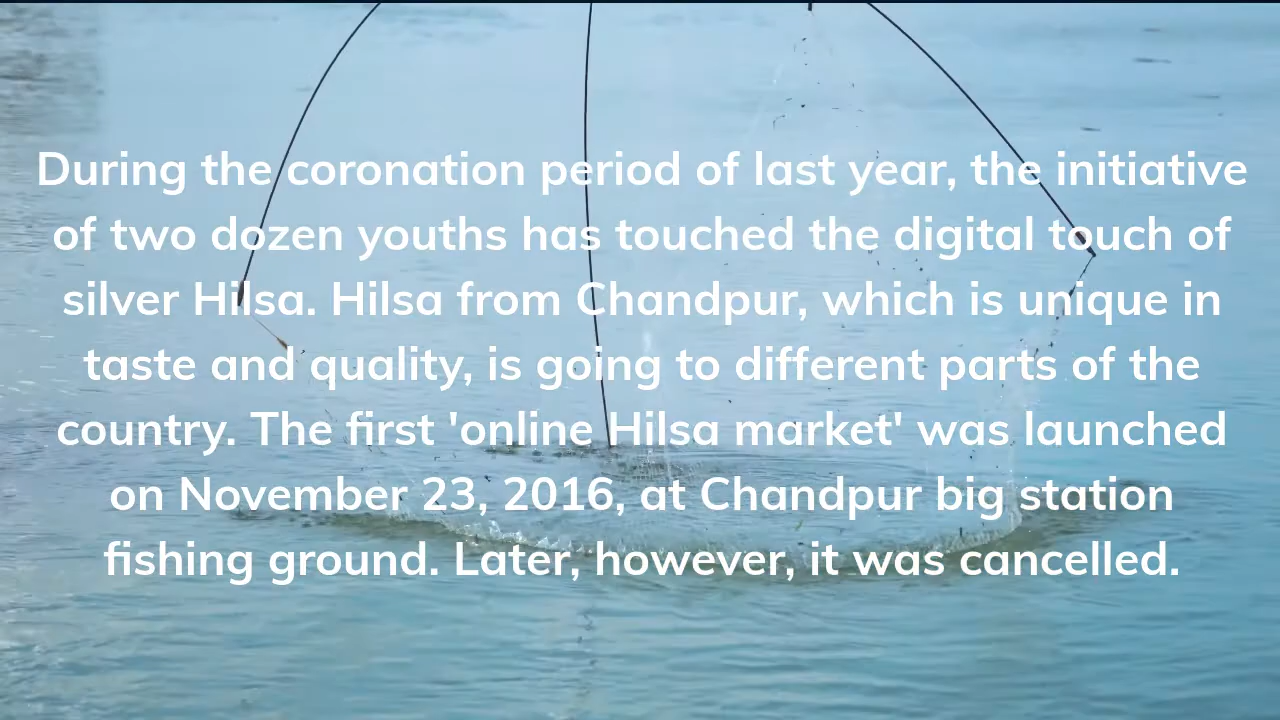 During the coronation period of last year, the initiative
of two dozen youths has touched the digital touch of
silver Hilsa. Hilsa from Chandpur, which is unique in
taste and quality, is going to different parts of the
country. The first 'online Hilsa market' was launched
on November 23, 2016, at Chandpur big station
fishing ground. Later, however, it was cancelled.